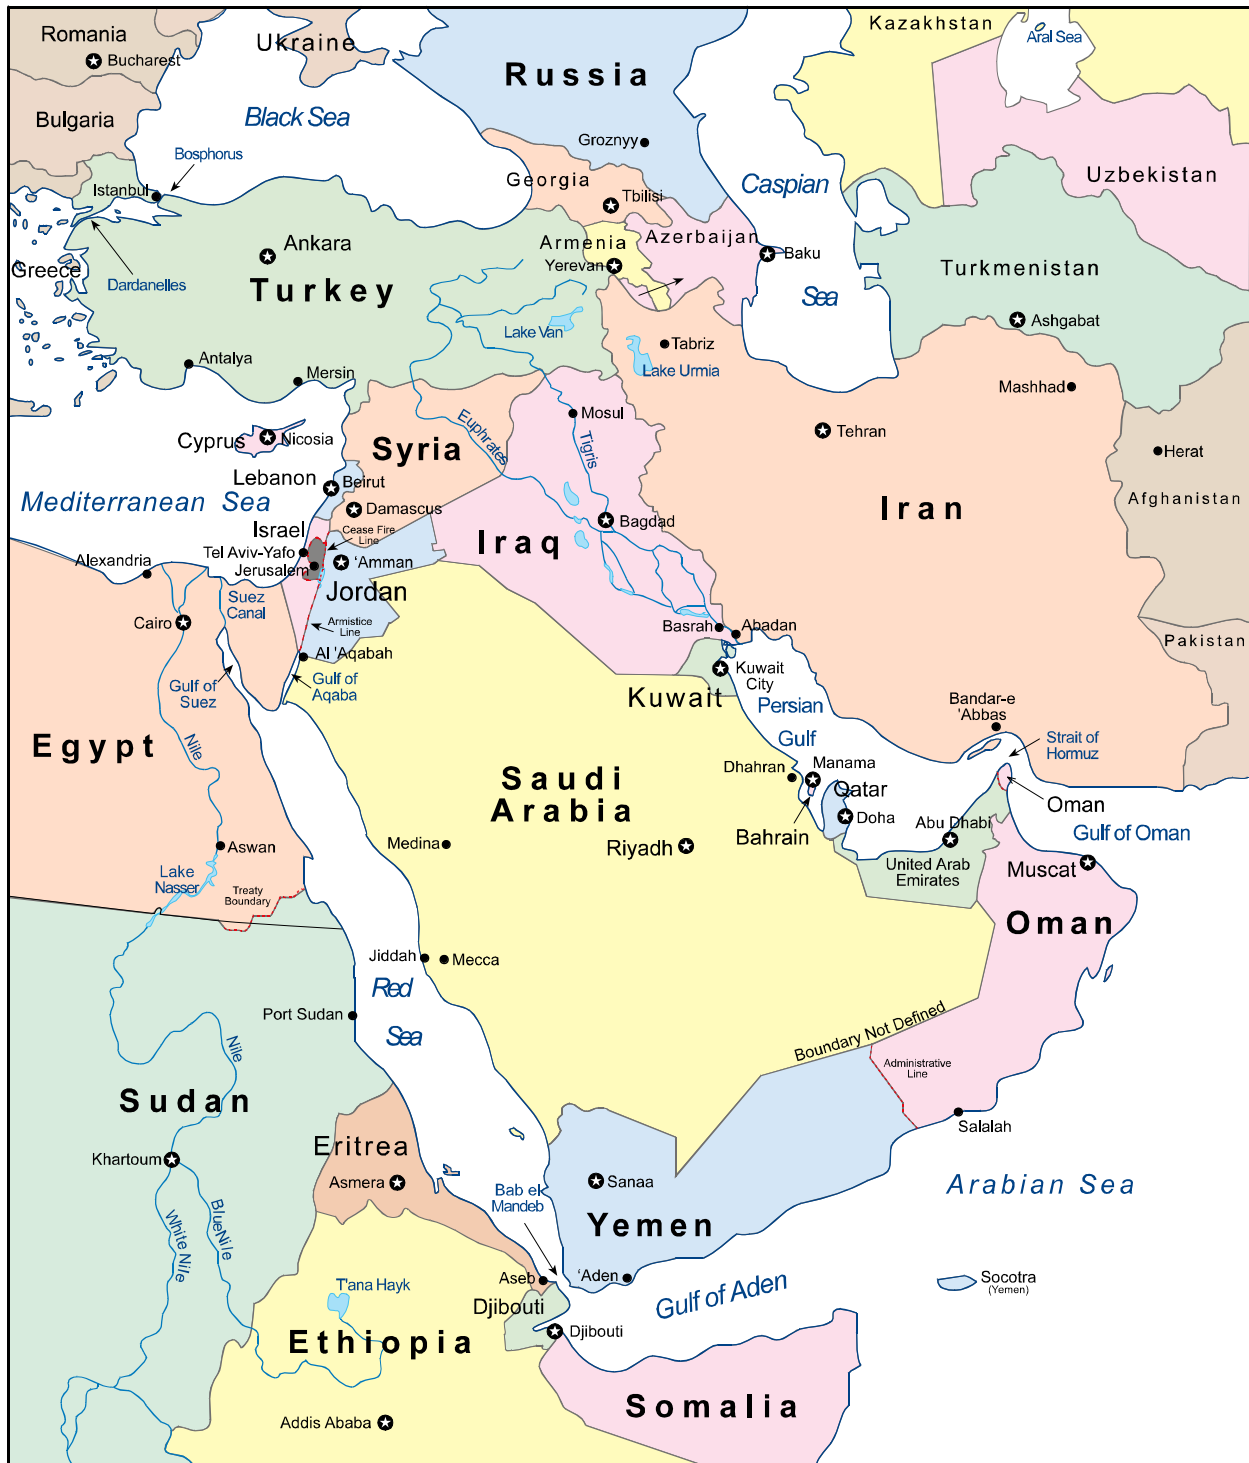 Romania
Bucharest
Ukraine
Kazakhstan
Aral Sea
Russia
Bulgaria
Black Sea
Groznyy
Bosphorus
Georgia
Tbilisi
Caspian
Sea
Uzbekistan
Istanbul
Ankara
Armenia
Yerevan
Azerbaijan
Baku
Turkmenistan
Greece
Dardanelles
Turkey
Lake Van
Ashgabat
Antalya
Mersin
Tabriz
Lake Urmia
Mashhad
Mosul
Cyprus
Nicosia
Syria
Euphrates
Tigris
Tehran
Herat
Lebanon
Beirut
Mediterranean Sea
Damascus
Bagdad
Iran
Afghanistan
Israel
Cease Fire
Line
Iraq
Tel Aviv-Yafo
Jerusalem
'Amman
Alexandria
Jordan
Suez
Canal
Cairo
Armistice
Line
Basrah
Abadan
Pakistan
Al 'Aqabah
Gulf of
Suez
Gulf of
Aqaba
Kuwait
City
Kuwait
Persian
Gulf
Bandar-e
'Abbas
Strait of
Hormuz
Egypt
Nile
Saudi
Arabia
Dhahran
Manama
Qatar
Oman
Doha
Bahrain
Abu Dhabi
Gulf of Oman
Medina
Riyadh
Aswan
United Arab
Emirates
Muscat
Lake
Nasser
Treaty
Boundary
Oman
Jiddah
Mecca
Red
Sea
Port Sudan
Boundary Not Defined
Nile
Administrative
Line
Sudan
Salalah
Eritrea
Khartoum
Asmera
Bab el
Mandeb
Sanaa
Arabian Sea
White Nile
BlueNile
Yemen
Aseb
'Aden
T'ana Hayk
Socotra
(Yemen)
Gulf of Aden
Djibouti
Djibouti
Ethiopia
Somalia
Addis Ababa